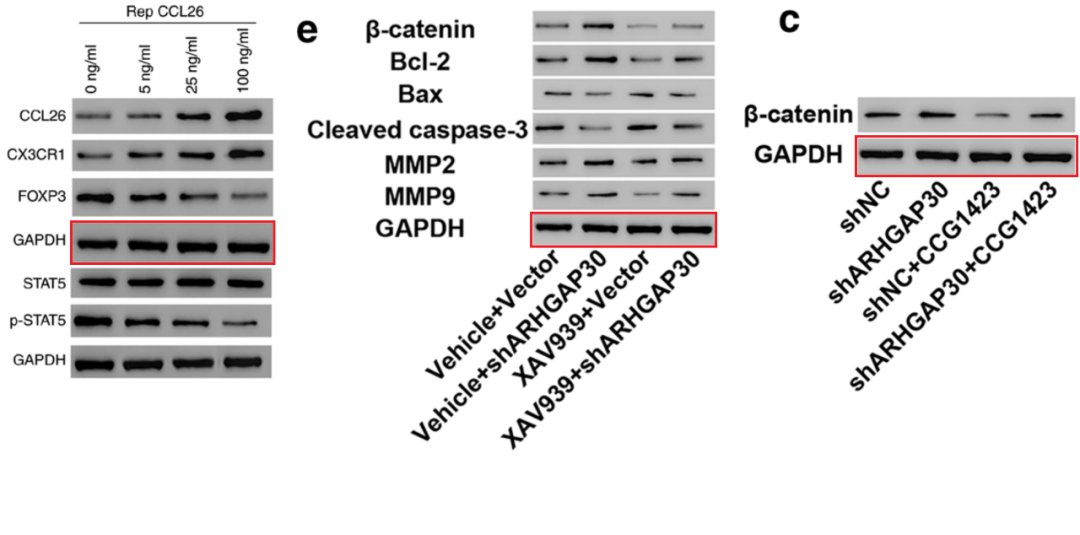 Rep CCL26
0 ng/ml
5 ng/ml
25 ng/ml
100 ng/ml
CCL26
CX3CR1
FOXP3
GAPDH
STAT5
p-STAT5
GAPDH
e
β-catenin
Bcl-2
Bax
Cleaved caspase-3
MMP2
MMP9
GAPDH
Vehicle+Vector
Vehicle+shARHGAP30
XAV939+Vector
XAV939+shARHGAP30
c
β-catenin
GAPDH
shNC
shARHGAP30
shNC+CCG1423
shARHGAP30+CCG1423